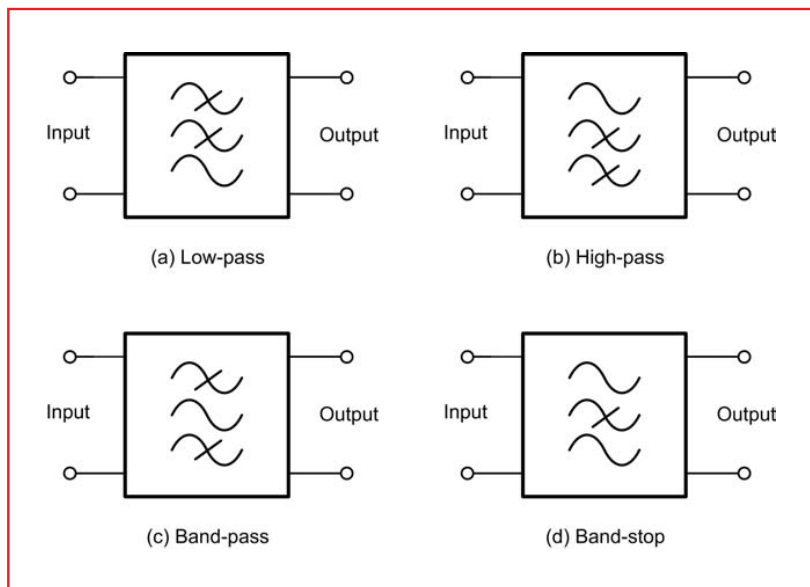 Input
Output
(a) Low-pass
Input
Output
(b) High-pass
Input
Output
(c) Band-pass
Input
Output
(d) Band-stop